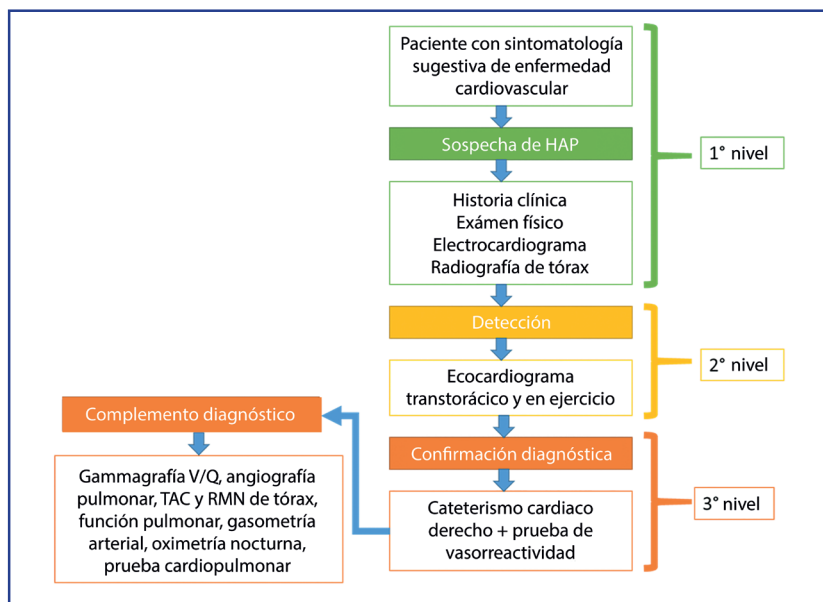 Paciente con sintomatología
sugestiva de enfermedad
cardiovascular
Sospecha de HAP
Historia clínica
Exámen físico
Electrocardiograma
Radiografía de tórax
1° nivel
Detección
Ecocardiograma
transtorácico y en ejercicio
2° nivel
Confirmación diagnóstica
Cateterismo cardiaco
derecho + prueba de
vasorreactividad
3° nivel
Complemento diagnóstico
Gammagrafía V/Q, angiografía
pulmonar, TAC y RMN de tórax,
función pulmonar, gasometría
arterial, oximetría nocturna,
prueba cardiopulmonar